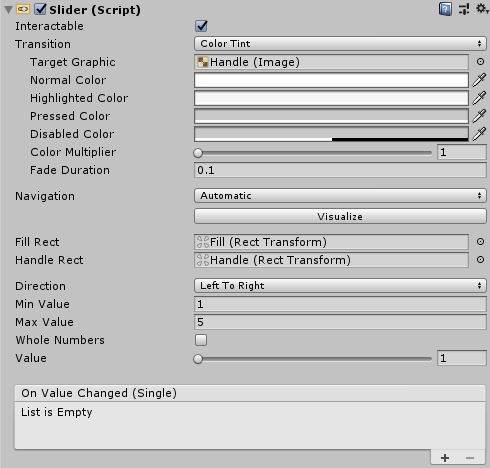 Slider (Script)
Interactable
Transition Color Tint
Target Graphic Handle (Image)
Normal Color
Highlighted Color
Pressed Color
Disabled Color
Color Multiplier 1
Fade Duration 0.1
Navigation Automatic
Visualize
Fill Rect Fill (Rect Transform)
Handle Rect Handle (Rect Transform)
Direction Left To Right
Min Value 1
Max Value 5
Whole Numbers
Value 1
On Value Changed (Single)
List is Empty